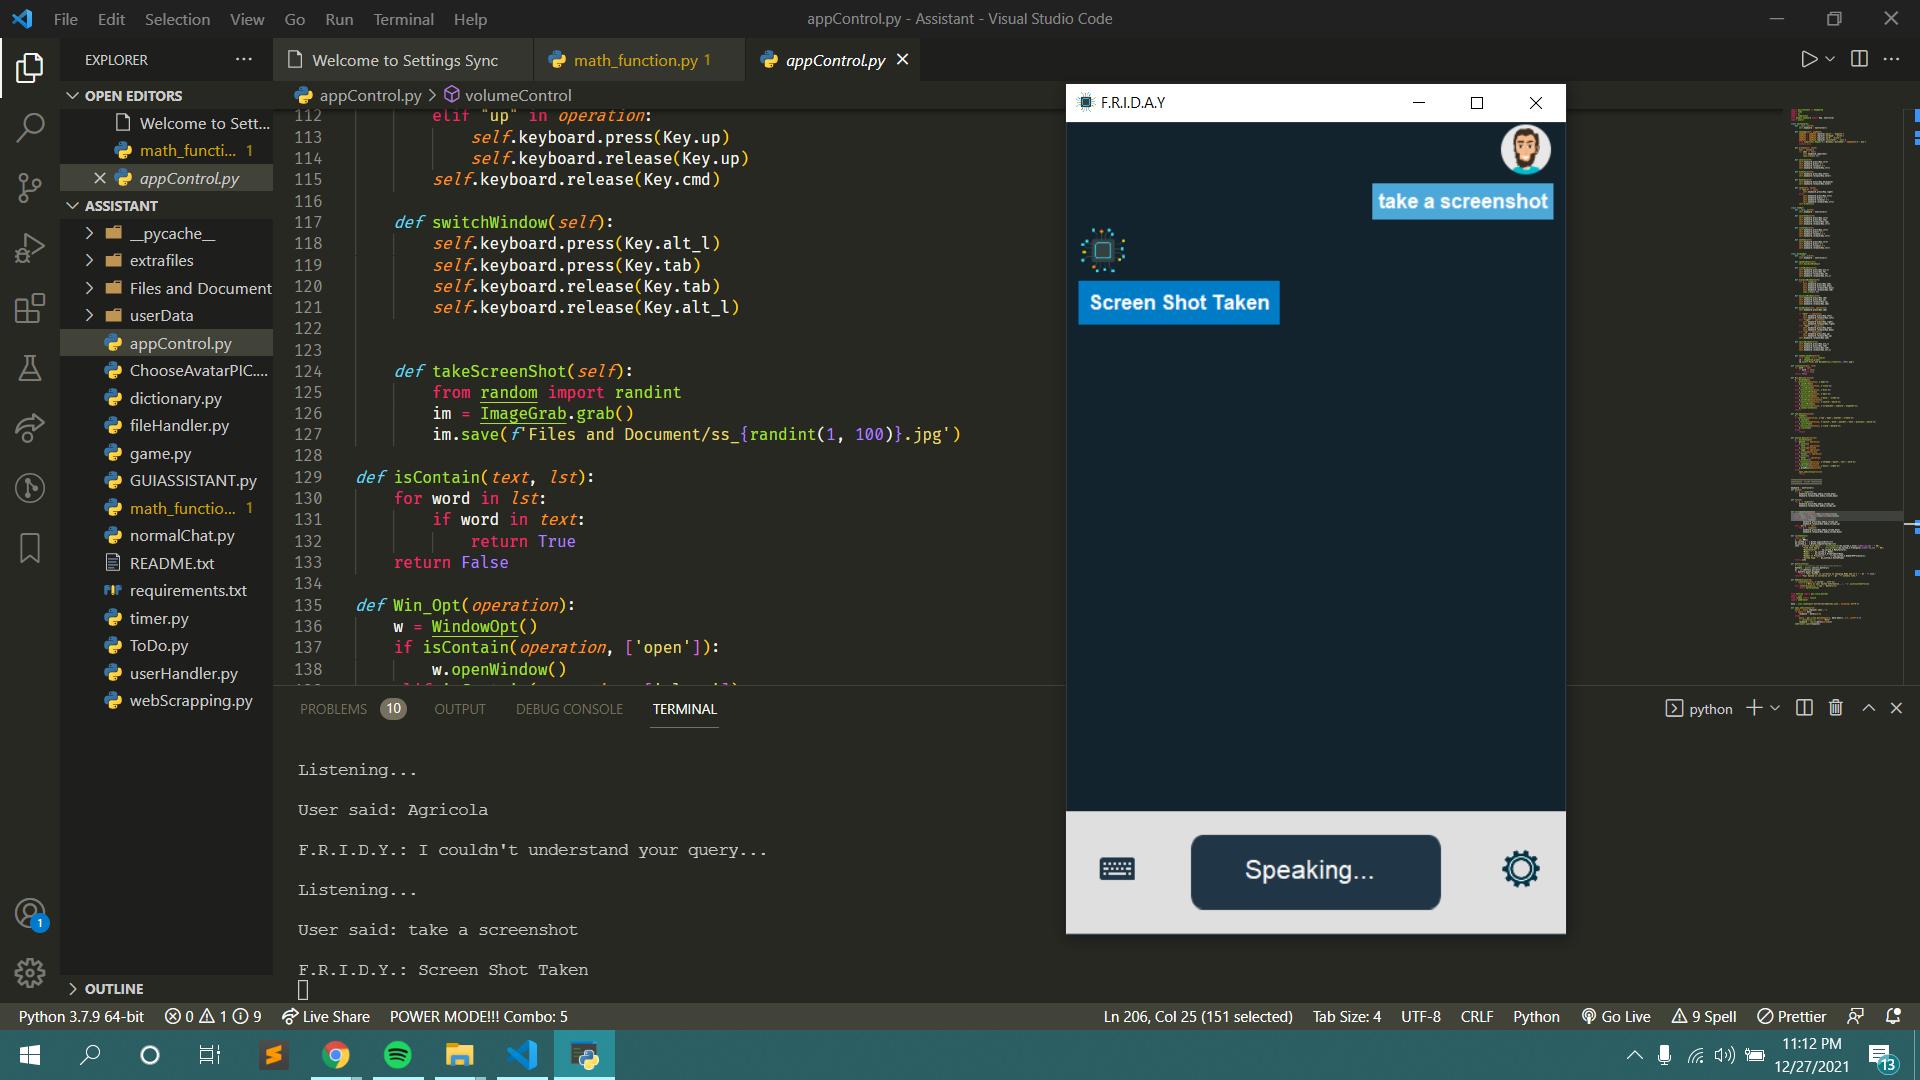 File Edit Selection View Go Run Terminal Help
appControl.py - Assistant - Visual Studio Code
EXPLORER
OPEN EDITORS
Welcome to Sett...
math_functi... 1
appControl.py
ASSISTANT
__pycache__
extrafiles
Files and Document
userData
appControl.py
ChooseAvatarPIC....
dictionary.py
fileHandler.py
game.py
GUIASSISTANT.py
math_functio... 1
normalChat.py
README.txt
requirements.txt
timer.py
ToDo.py
userHandler.py
webScrapping.py
OUTLINE
Welcome to Settings Sync
math_function.py 1
appControl.py
appControl.py > volumeControl
112 elif "up" in operation:
113 self.keyboard.press(Key.up)
114 self.keyboard.release(Key.up)
115 self.keyboard.release(Key.cmd)
116
117 def switchWindow(self):
118 self.keyboard.press(Key.alt_l)
119 self.keyboard.press(Key.tab)
120 self.keyboard.release(Key.tab)
121 self.keyboard.release(Key.alt_l)
122
123
124 def takeScreenShot(self):
125 from random import randint
126 im = ImageGrab.grab()
127 im.save(f'Files and Document/ss_{randint(1, 100)}.jpg')
128
129 def isContain(text, lst):
130 for word in lst:
131 if word in text:
132 return True
133 return False
134
135 def Win_Opt(operation):
136 w = WindowOpt()
137 if isContain(operation, ['open']):
138 w.openWindow()
PROBLEMS 10 OUTPUT DEBUG CONSOLE TERMINAL
python
Listening...
User said: Agricola
F.R.I.D.Y.: I couldn't understand your query...
Listening...
User said: take a screenshot
F.R.I.D.Y.: Screen Shot Taken
F.R.I.D.A.Y
take a screenshot
Screen Shot Taken
Speaking...
1
Python 3.7.9 64-bit 0 1 9 Live Share POWER MODE!!! Combo: 5
Ln 206, Col 25 (151 selected) Tab Size: 4 UTF-8 CRLF Python Go Live 9 Spell Prettier
11:12 PM
12/27/2021
13